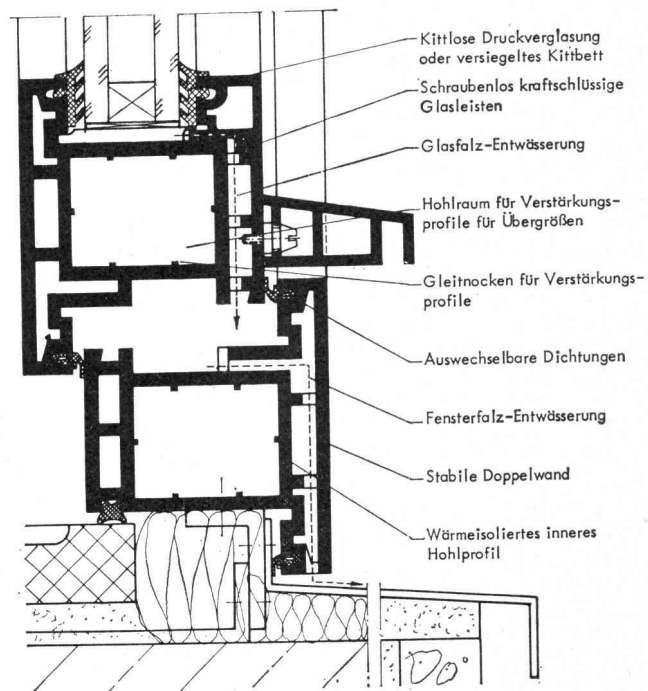 Kittlose Druckverglasung
oder versiegeltes Kittbett
Schraubenlos kraftschlüssige
Glasleisten
Glasfalz-Entwässerung
Hohlraum für Verstärkungs-
profile für Übergrößen
Gleitnocken für Verstärkungs-
profile
Auswechselbare Dichtungen
Fensterfalz-Entwässerung
Stabile Doppelwand
Wärmeisoliertes inneres
Hohlprofil